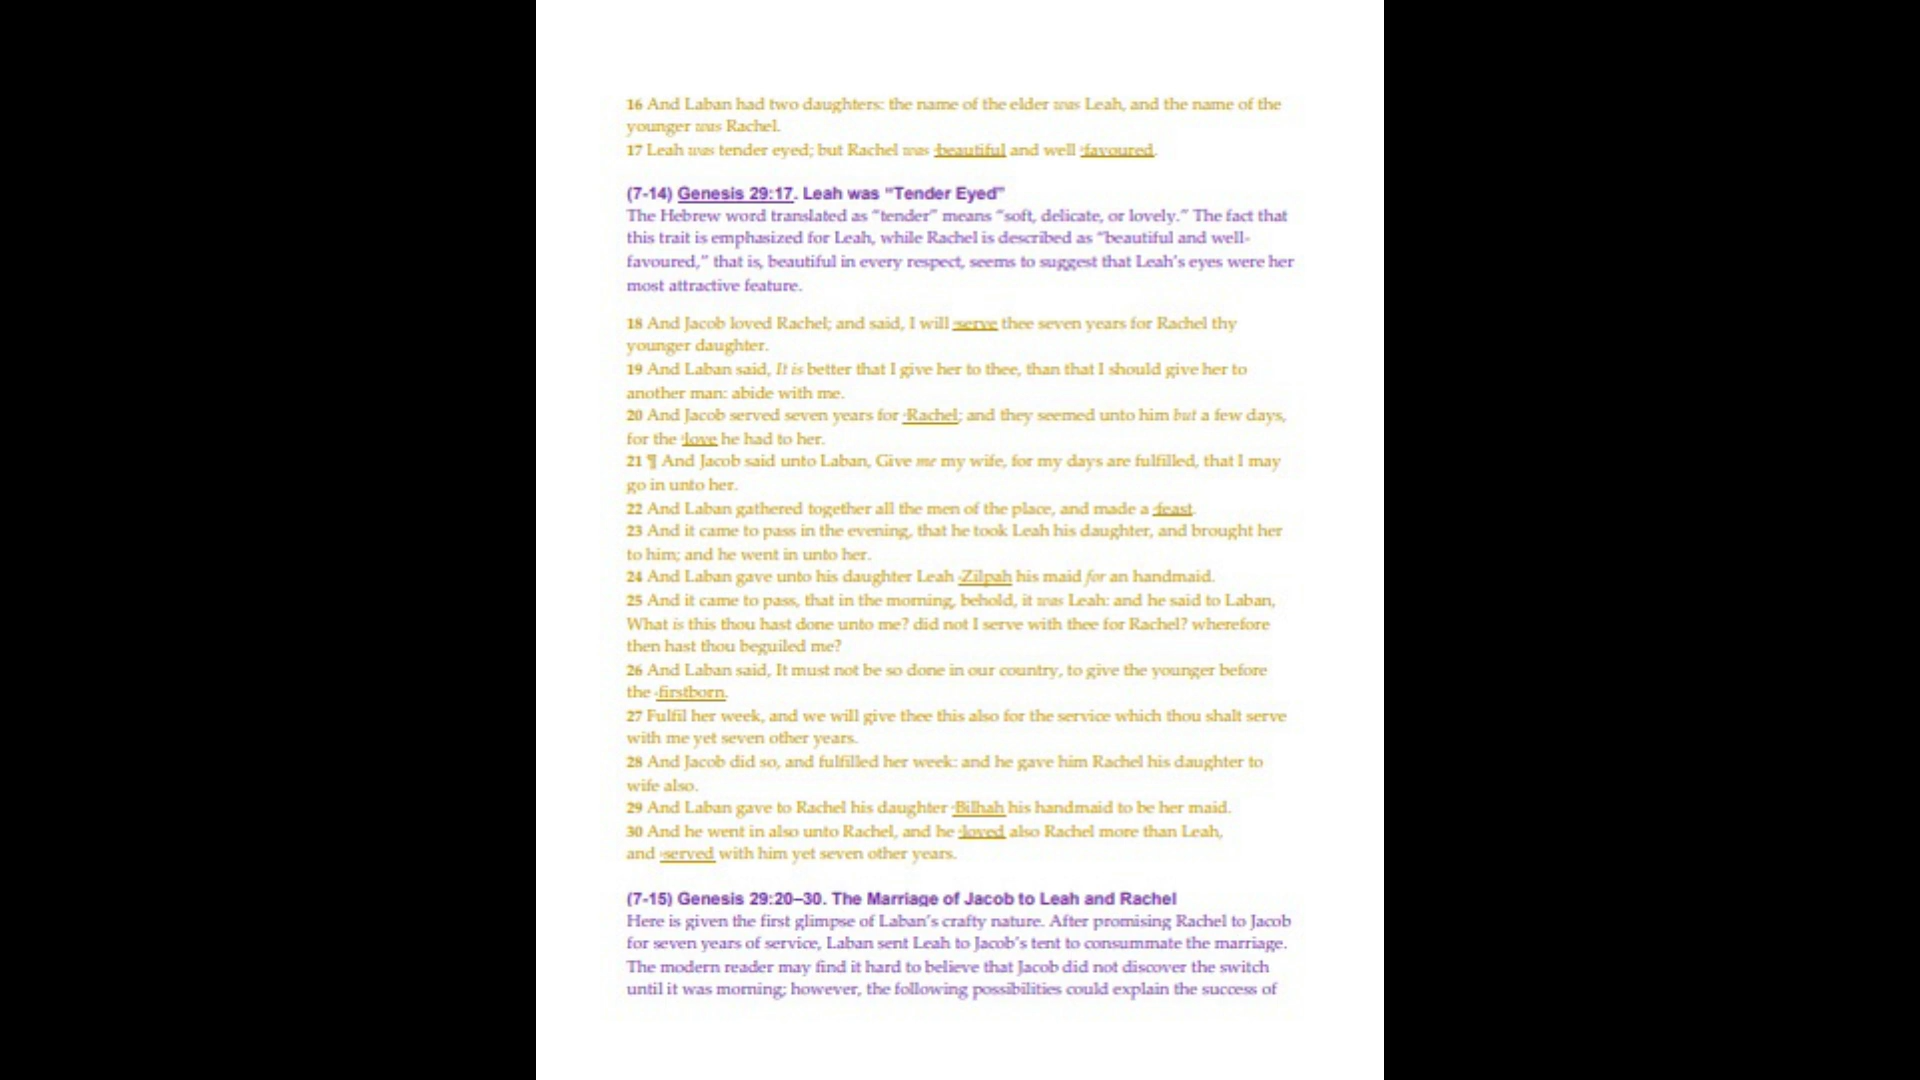 16 And Laban had two daughters: the name of the elder was Leah, and the name of the
younger was Rachel.
17 Leah was tender eyed; but Rachel was beautiful and well favoured.
(7-14) Genesis 29:17. Leah was “Tender Eyed”
The Hebrew word translated as “tender” means “soft, delicate, or lovely.” The fact that
this trait is emphasized for Leah, while Rachel is described as “beautiful and well-
favoured,” that is, beautiful in every respect, seems to suggest that Leah’s eyes were her
most attractive feature.
18 And Jacob loved Rachel; and said, I will serve thee seven years for Rachel thy
younger daughter.
19 And Laban said, It is better that I give her to thee, than that I should give her to
another man: abide with me.
20 And Jacob served seven years for Rachel; and they seemed unto him but a few days,
for the love he had to her.
21 ¶ And Jacob said unto Laban, Give me my wife, for my days are fulfilled, that I may
go in unto her.
22 And Laban gathered together all the men of the place, and made a feast.
23 And it came to pass in the evening, that he took Leah his daughter, and brought her
to him; and he went in unto her.
24 And Laban gave unto his daughter Leah Zilpah his maid for an handmaid.
25 And it came to pass, that in the morning, behold, it was Leah: and he said to Laban,
What is this thou hast done unto me? did not I serve with thee for Rachel? wherefore
then hast thou beguiled me?
26 And Laban said, It must not be so done in our country, to give the younger before
the firstborn.
27 Fulfil her week, and we will give thee this also for the service which thou shalt serve
with me yet seven other years.
28 And Jacob did so, and fulfilled her week: and he gave him Rachel his daughter to
wife also.
29 And Laban gave to Rachel his daughter Bilhah his handmaid to be her maid.
30 And he went in also unto Rachel, and he loved also Rachel more than Leah,
and served with him yet seven other years.
(7-15) Genesis 29:20–30. The Marriage of Jacob to Leah and Rachel
Here is given the first glimpse of Laban’s crafty nature. After promising Rachel to Jacob
for seven years of service, Laban sent Leah to Jacob’s tent to consummate the marriage.
The modern reader may find it hard to believe that Jacob did not discover the switch
until it was morning; however, the following possibilities could explain the success of